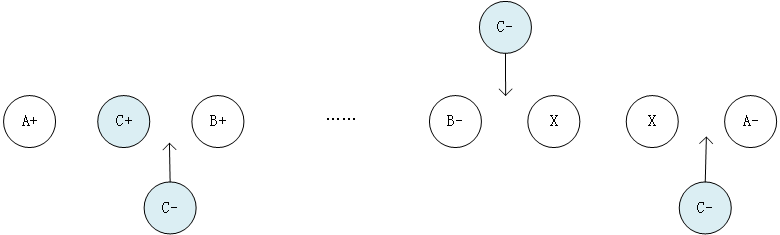 C-
A+ C+ B+ …… B- X X A-
C- C-